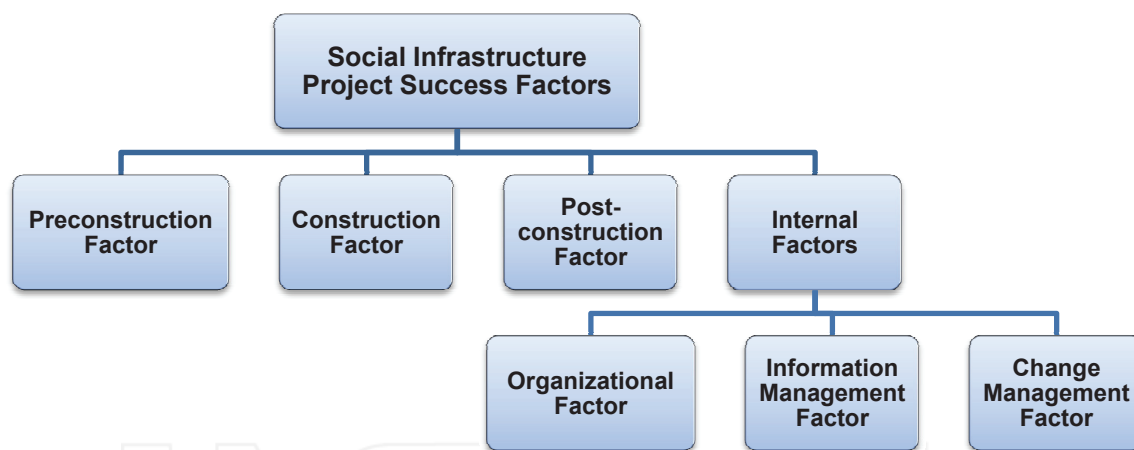 Social Infrastructure
Project Success Factors
Preconstruction
Factor
Construction
Factor
Post-
construction
Factor
Internal
Factors
Organizational
Factor
Information
Management
Factor
Change
Management
Factor